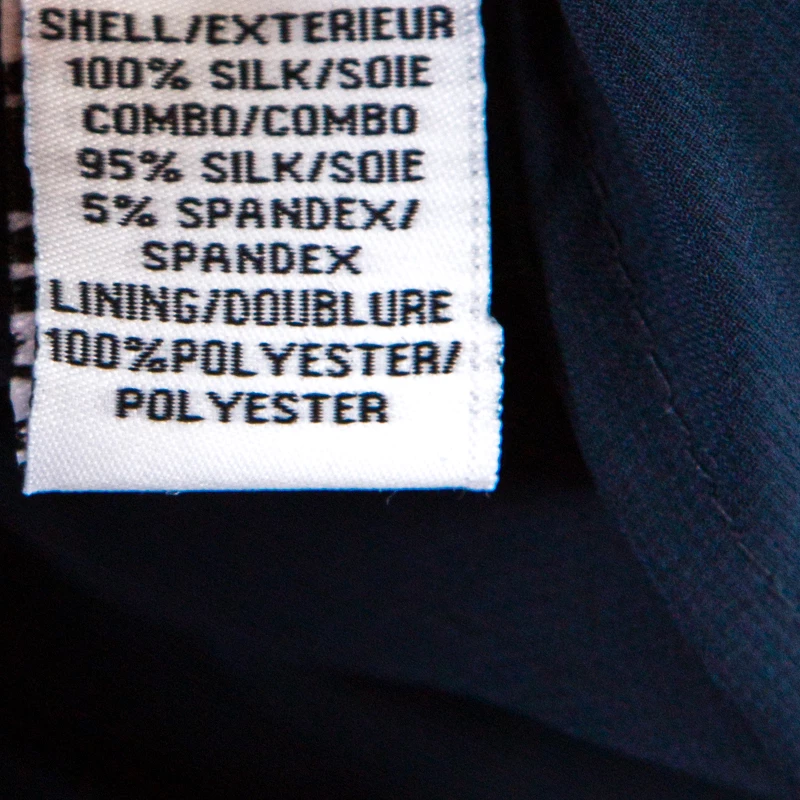 SHELL/EXTERIEUR
100% SILK/SOIE
COMBO/COMBO
95% SILK/SOIE
5% SPANDEX/
SPANDEX
LINING/DOUBLURE
100%POLYESTER/
POLYESTER